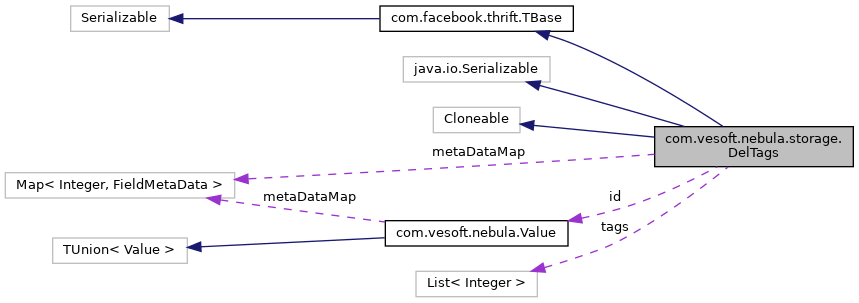 Serializable
com.facebook.thrift.TBase
java.io.Serializable
Cloneable
com.vesoft.nebula.storage.
DelTags
metaDataMap
Map< Integer, FieldMetaData >
metaDataMap
id
com.vesoft.nebula.Value
tags
TUnion< Value >
List< Integer >